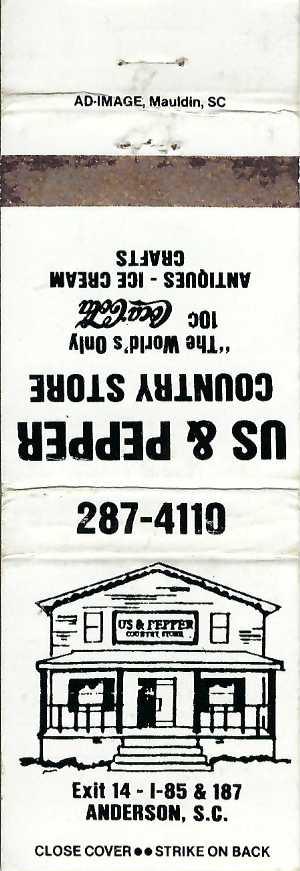 AD-IMAGE, Mauldin, SC
US & PEPPER
COUNTRY STORE
"The World's Only
10¢ Coca-Cola
ANTIQUES - ICE CREAM
CRAFTS
287-4110
US & PEPPER
COUNTRY STORE
Exit 14 - I-85 & 187
ANDERSON, S.C.
CLOSE COVER ●● STRIKE ON BACK